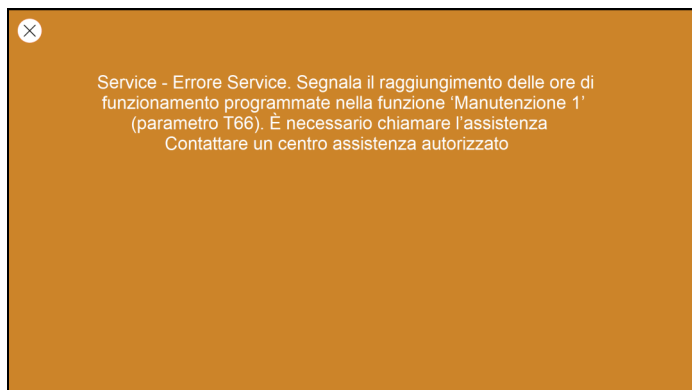 Service - Errore Service. Segnala il raggiungimento delle ore di
funzionamento programmate nella funzione ‘Manutenzione 1’
(parametro T66). È necessario chiamare l’assistenza
Contattare un centro assistenza autorizzato